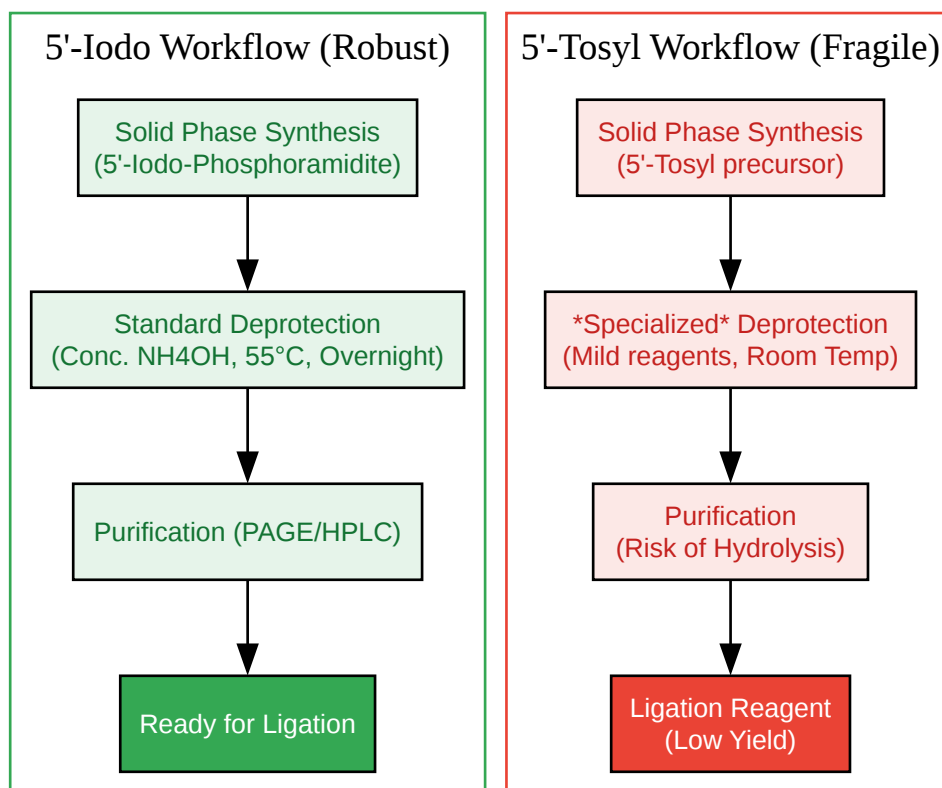 5'-Iodo Workflow (Robust)
Solid Phase Synthesis
(5'-Iodo-Phosphoramidite)
Standard Deprotection
(Conc. NH4OH, 55°C, Overnight)
Purification (PAGE/HPLC)
Ready for Ligation
5'-Tosyl Workflow (Fragile)
Solid Phase Synthesis
(5'-Tosyl precursor)
*Specialized* Deprotection
(Mild reagents, Room Temp)
Purification
(Risk of Hydrolysis)
Ligation Reagent
(Low Yield)